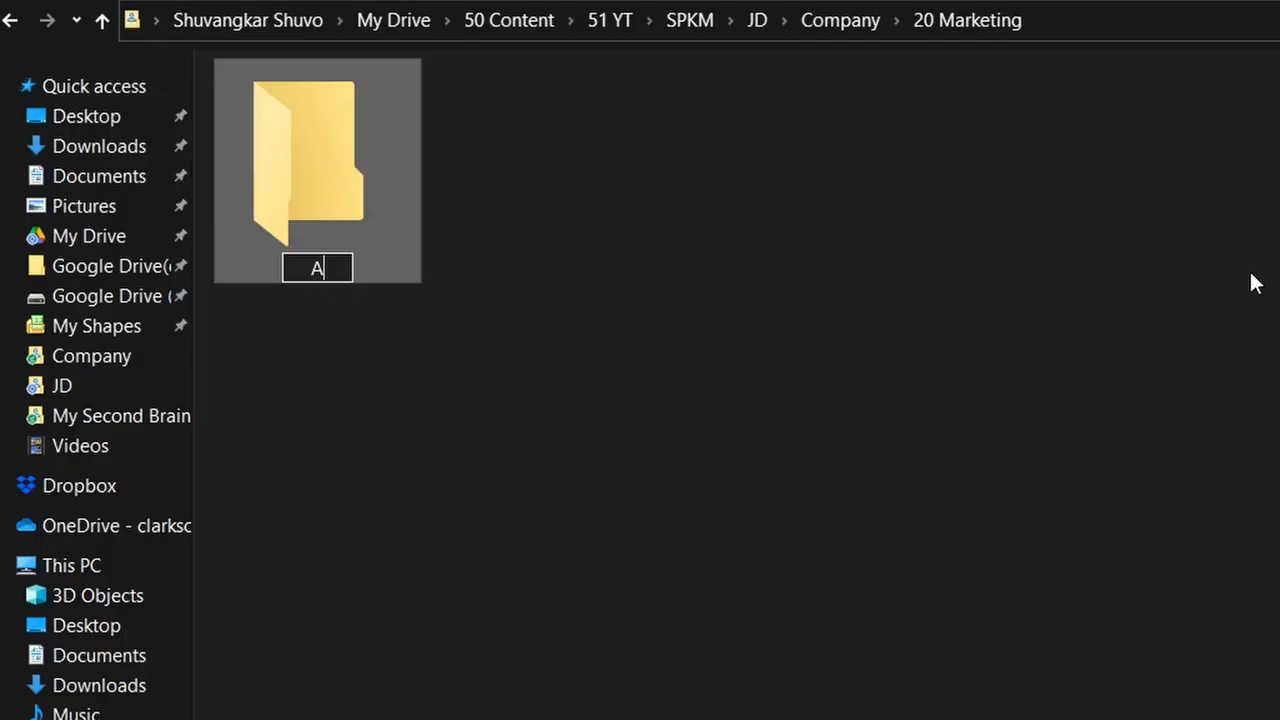 Shuvangkar Shuvo > My Drive > 50 Content > 51 YT > SPKM > JD > Company > 20 Marketing
Quick access
Desktop
Downloads
Documents
Pictures
My Drive
Google Drive(
Google Drive (
My Shapes
Company
JD
My Second Brain
Videos
Dropbox
OneDrive - clarksc
This PC
3D Objects
Desktop
Documents
Downloads
Music
A